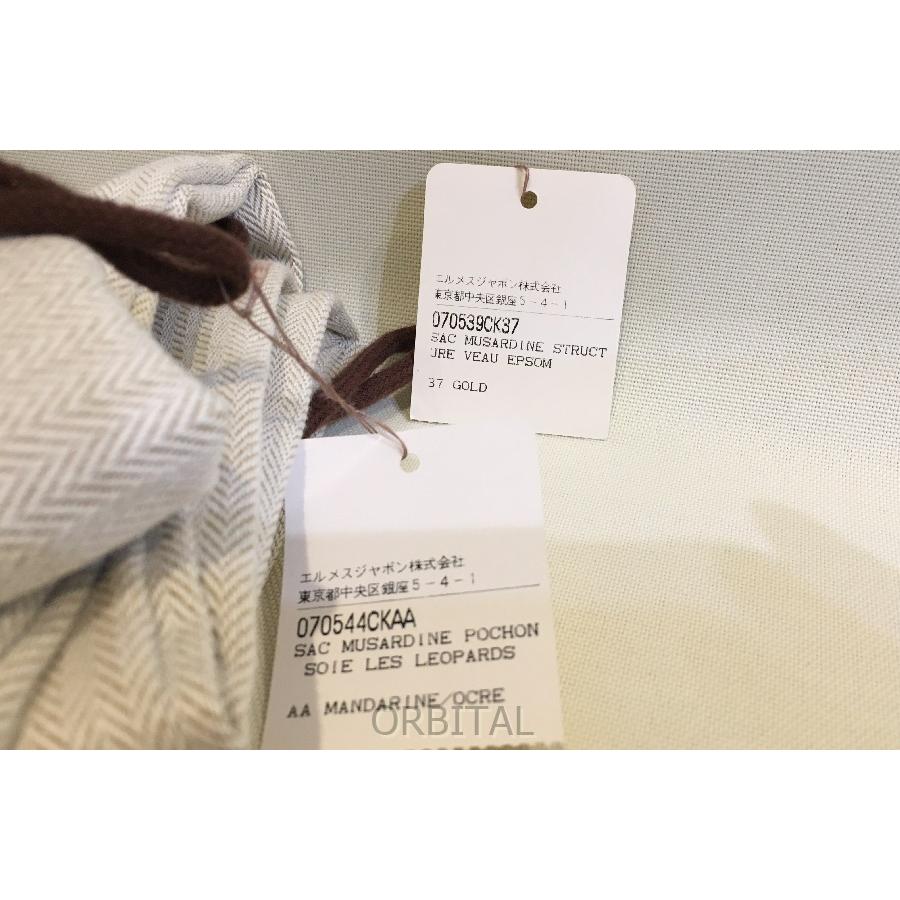 エルメスジャポン株式会社
東京都中央区銀座5-4-1
070539CK37
SAC MUSARDINE STRUCT
URE VEAU EPSOM
37 GOLD
エルメスジャポン株式会社
東京都中央区銀座5-4-1
070544CKAA
SAC MUSARDINE POCHON
SOIE LES LEOPARDS
AA MANDARINE/OCRE
ORBITAL